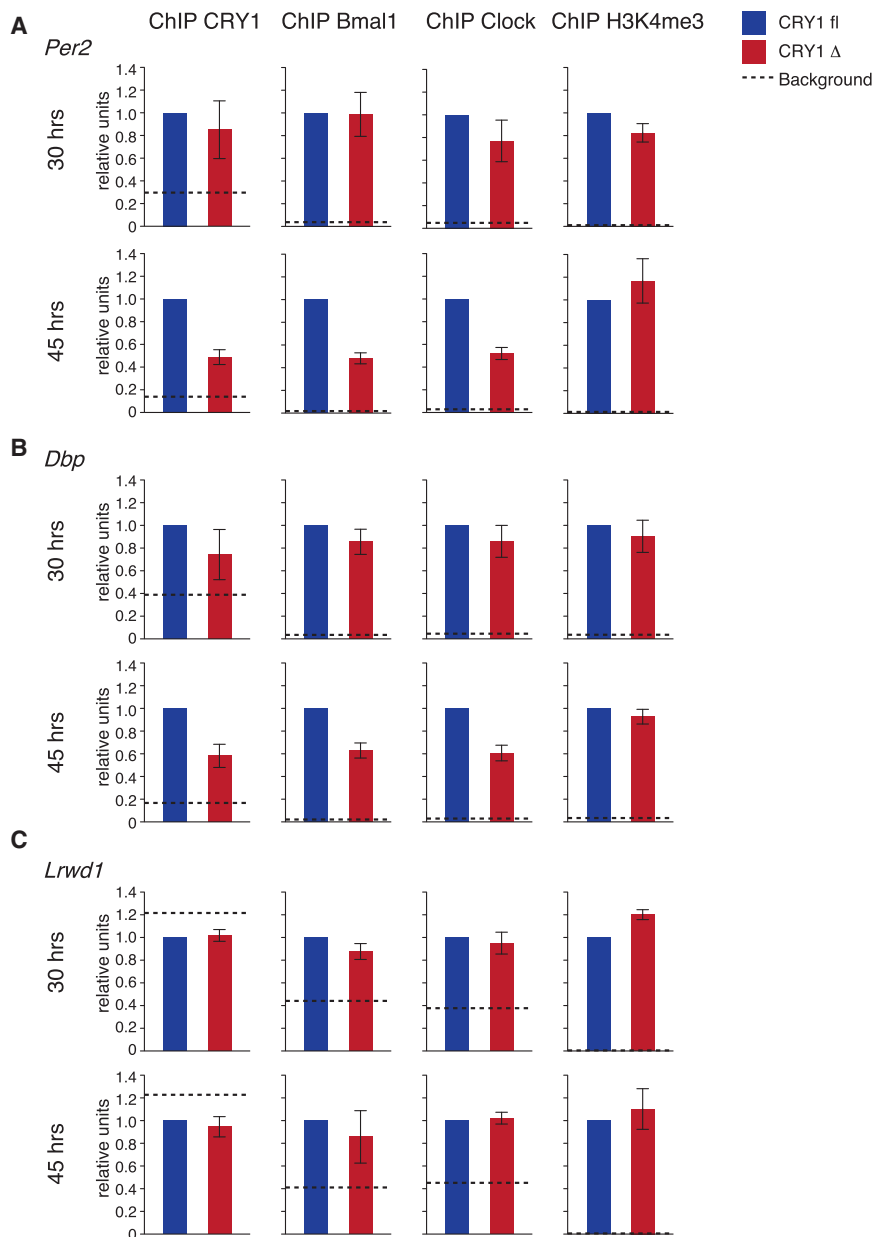 A
ChIP CRY1 ChIP Bmal1 ChIP Clock ChIP H3K4me3
CRY1 fl
CRY1 Δ
Background
Per2
30 hrs
relative units
1.4
1.2
1.0
0.8
0.6
0.4
0.2
0
45 hrs
relative units
1.4
1.2
1.0
0.8
0.6
0.4
0.2
0
B
Dbp
30 hrs
relative units
1.4
1.2
1.0
0.8
0.6
0.4
0.2
0
45 hrs
relative units
1.4
1.2
1.0
0.8
0.6
0.4
0.2
0
C
Lrwd1
30 hrs
relative units
1.4
1.2
1.0
0.8
0.6
0.4
0.2
0
45 hrs
relative units
1.4
1.2
1.0
0.8
0.6
0.4
0.2
0